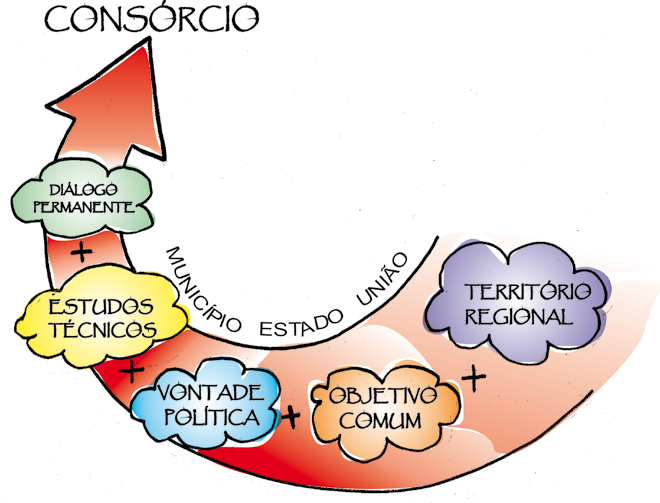 CONSÓRCIO
DIÁLOGO
PERMANENTE
+
ESTUDOS
TÉCNICOS
+
VONTADE
POLÍTICA
+
OBJETIVO
COMUM
+
TERRITÓRIO
REGIONAL
MUNICÍPIO ESTADO UNIÃO